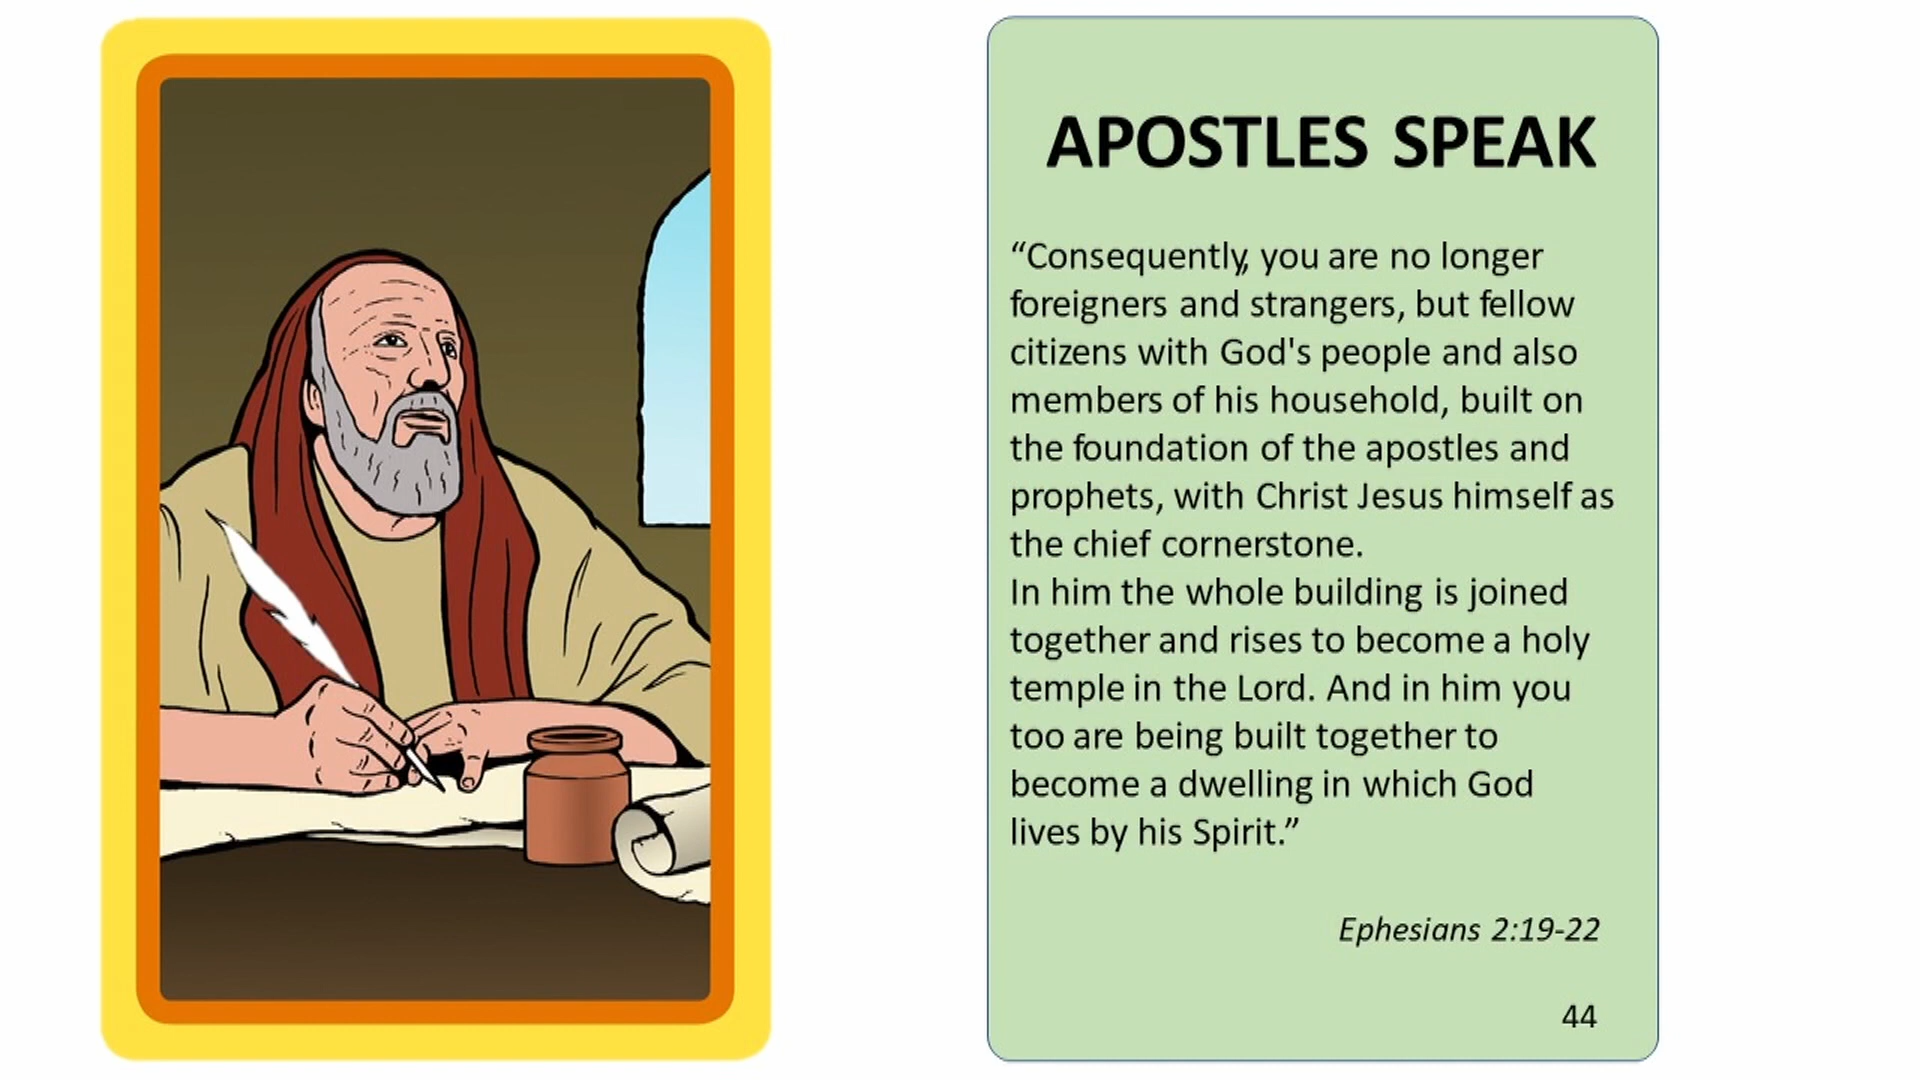 APOSTLES SPEAK
“Consequently, you are no longer
foreigners and strangers, but fellow
citizens with God's people and also
members of his household, built on
the foundation of the apostles and
prophets, with Christ Jesus himself as
the chief cornerstone.
In him the whole building is joined
together and rises to become a holy
temple in the Lord. And in him you
too are being built together to
become a dwelling in which God
lives by his Spirit.”
Ephesians 2:19-22
44